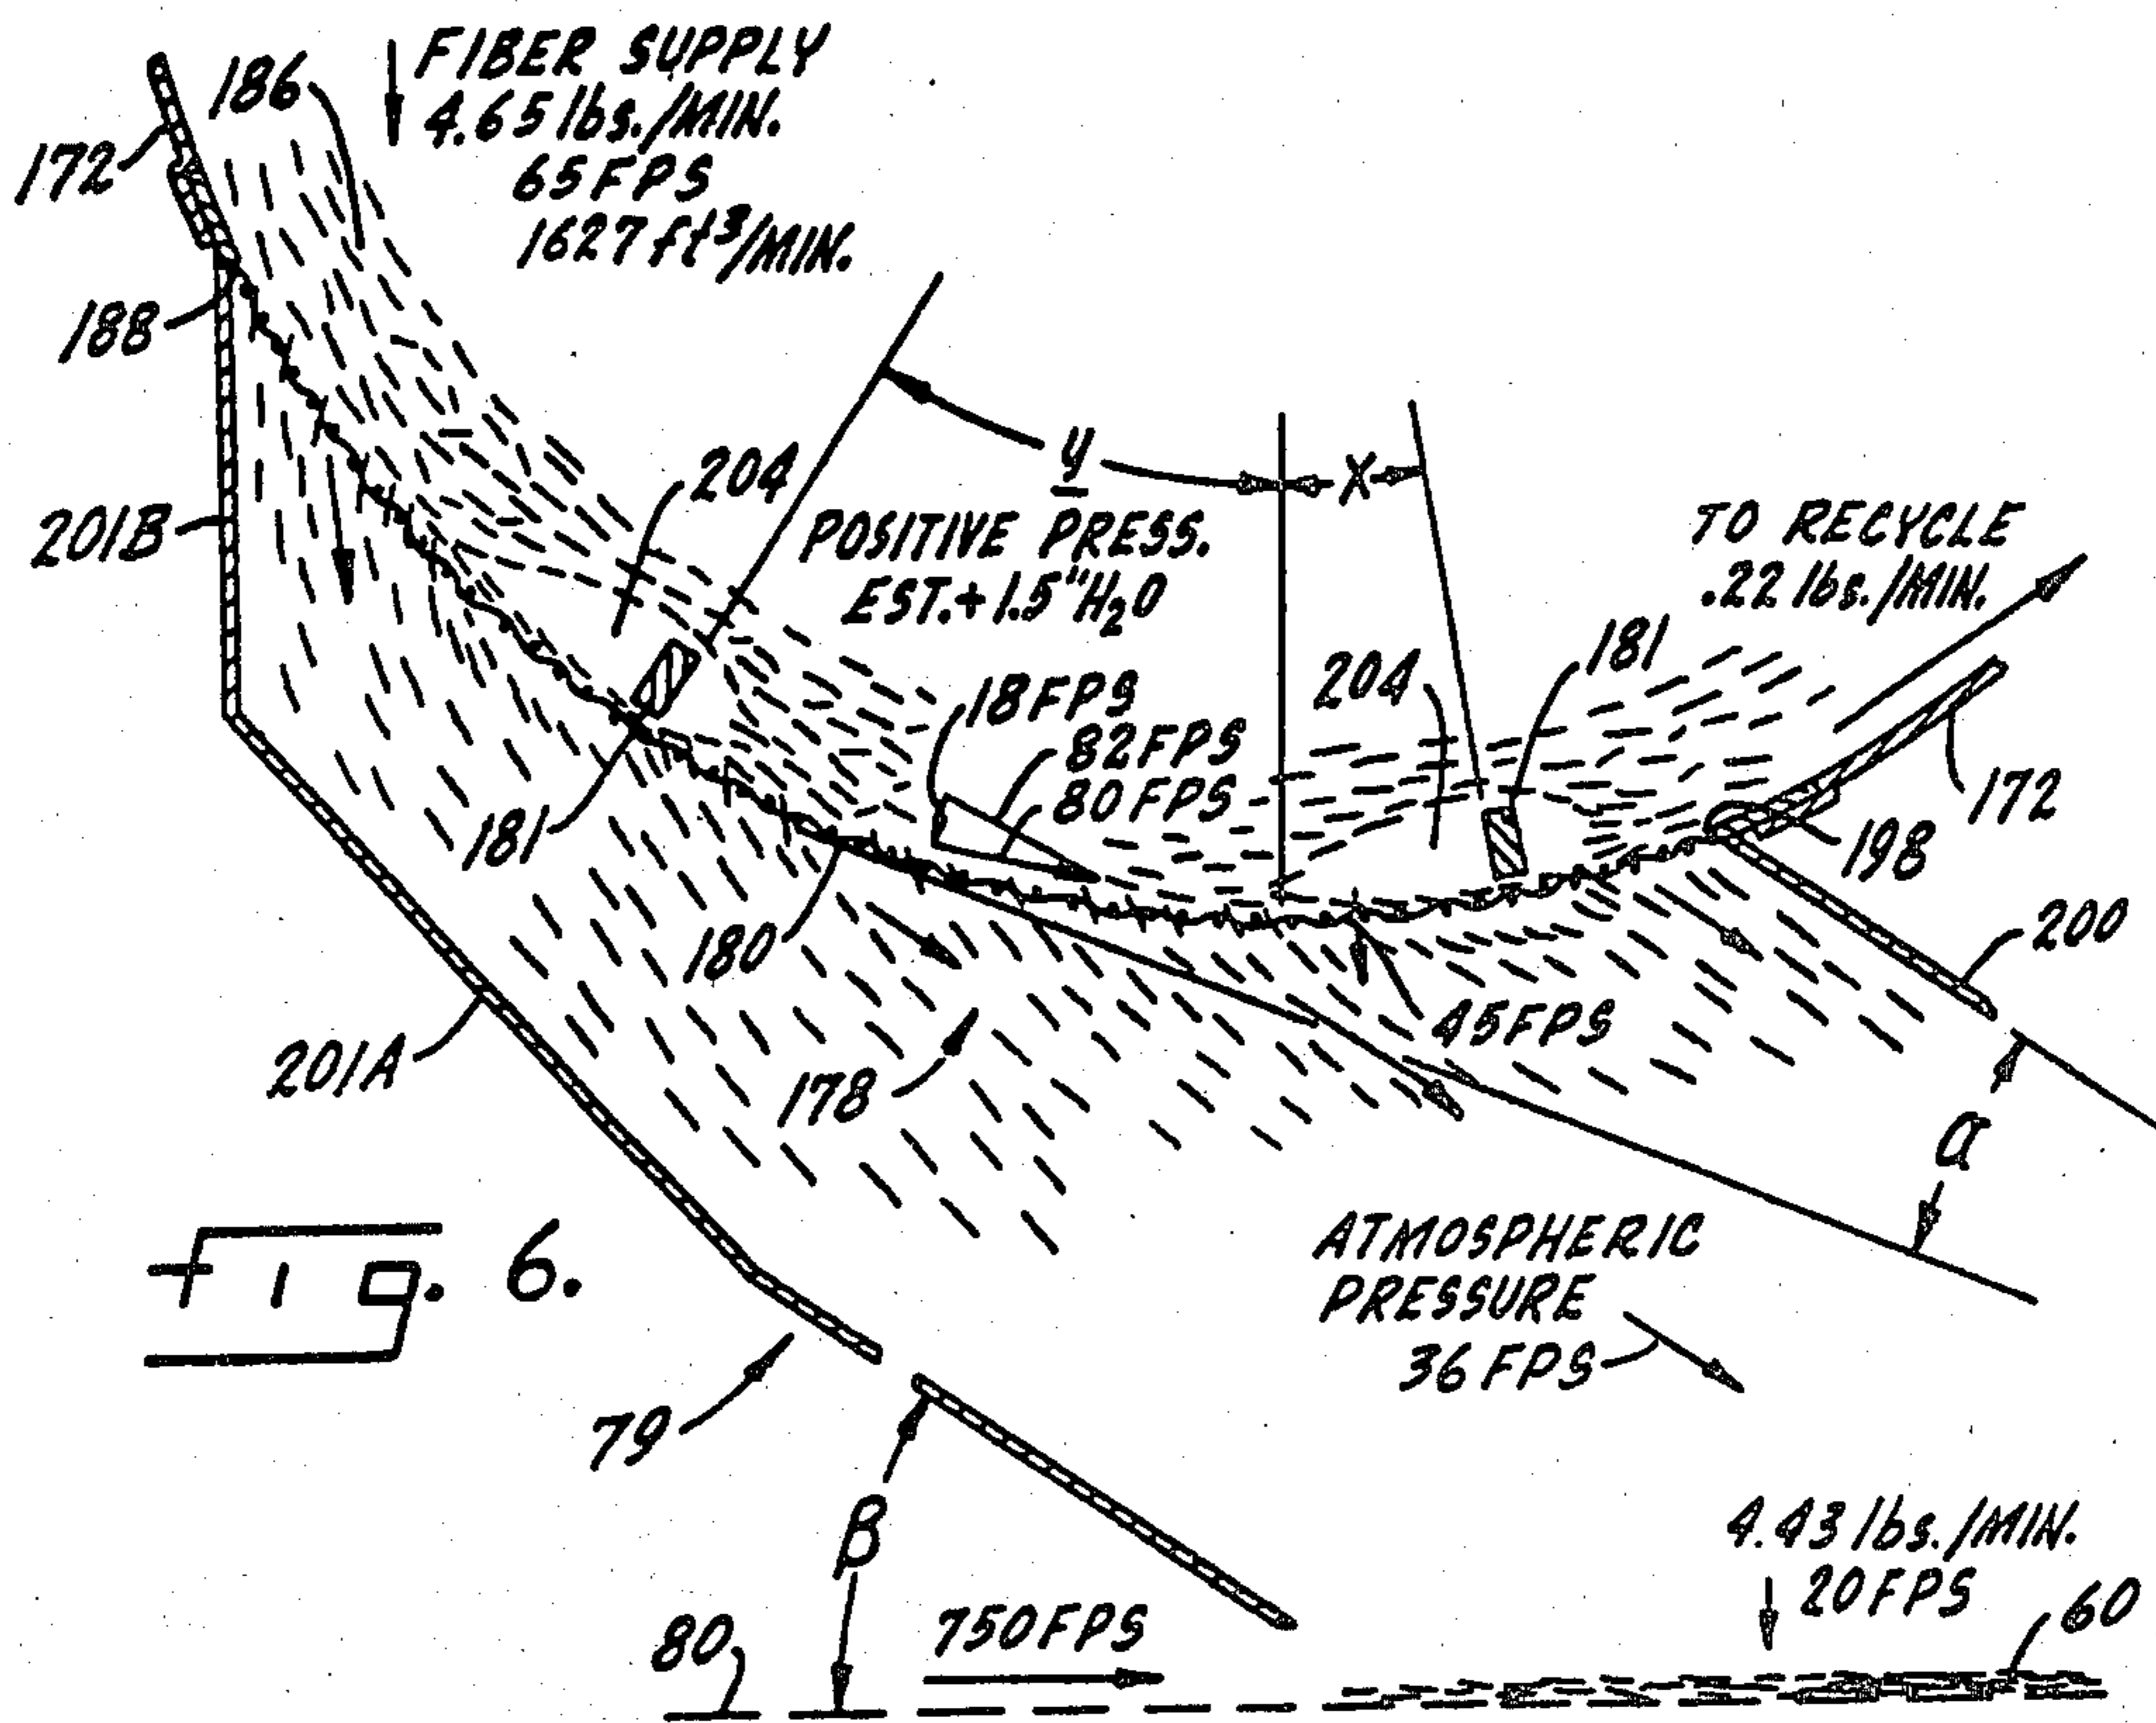 FIBER SUPPLY
4.65 lbs./MIN.
65 FPS
1627 ft³/MIN.
186
172
188
201B
204
y
X
POSITIVE PRESS.
EST. + 1.5" H₂O
TO RECYCLE
.22 lbs./MIN.
181
204
18 FPS
82 FPS
80 FPS
172
198
181
180
200
45 FPS
201A
178
a
ATMOSPHERIC
PRESSURE
36 FPS
Fig. 6.
79
β
4.43 lbs./MIN.
20 FPS
60
80
750 FPS